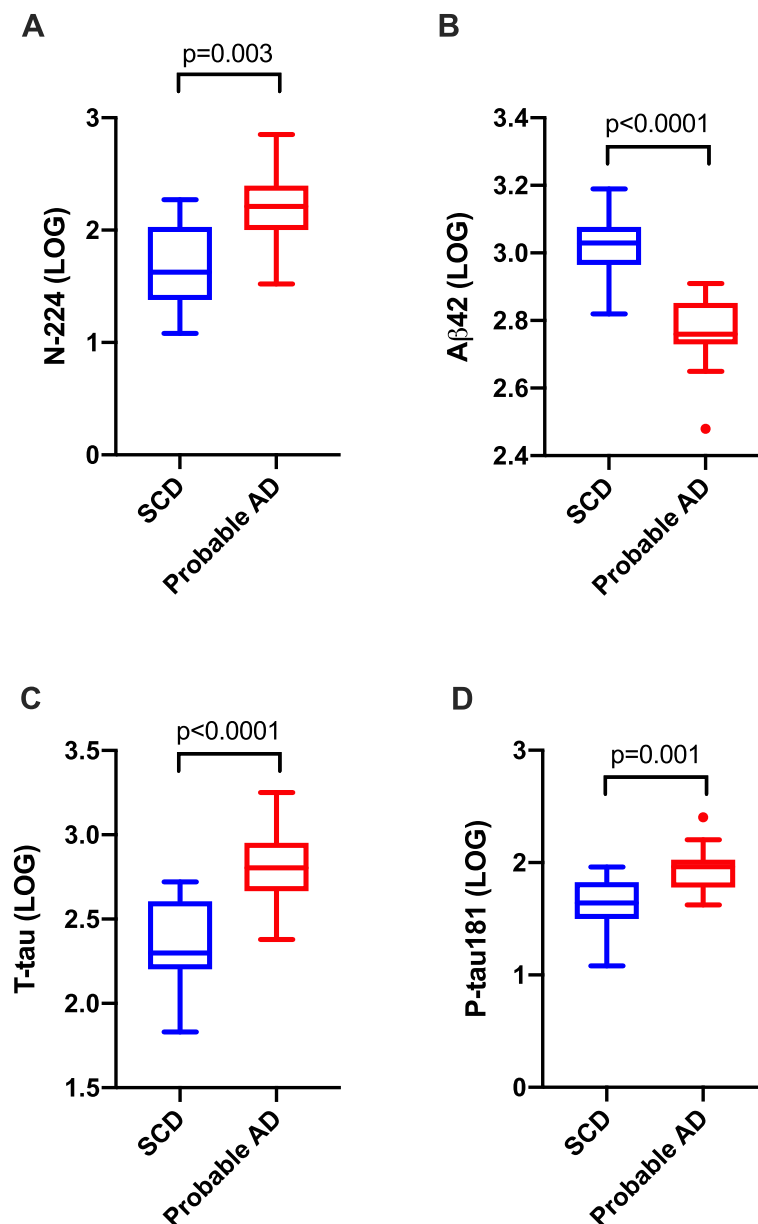 A
p=0.003
N-224 (LOG)
3
2
1
0
SCD
Probable AD
B
p<0.0001
Aβ42 (LOG)
3.4
3.2
3.0
2.8
2.6
2.4
SCD
Probable AD
C
p<0.0001
T-tau (LOG)
3.5
3.0
2.5
2.0
1.5
SCD
Probable AD
D
p=0.001
P-tau181 (LOG)
3
2
1
0
SCD
Probable AD